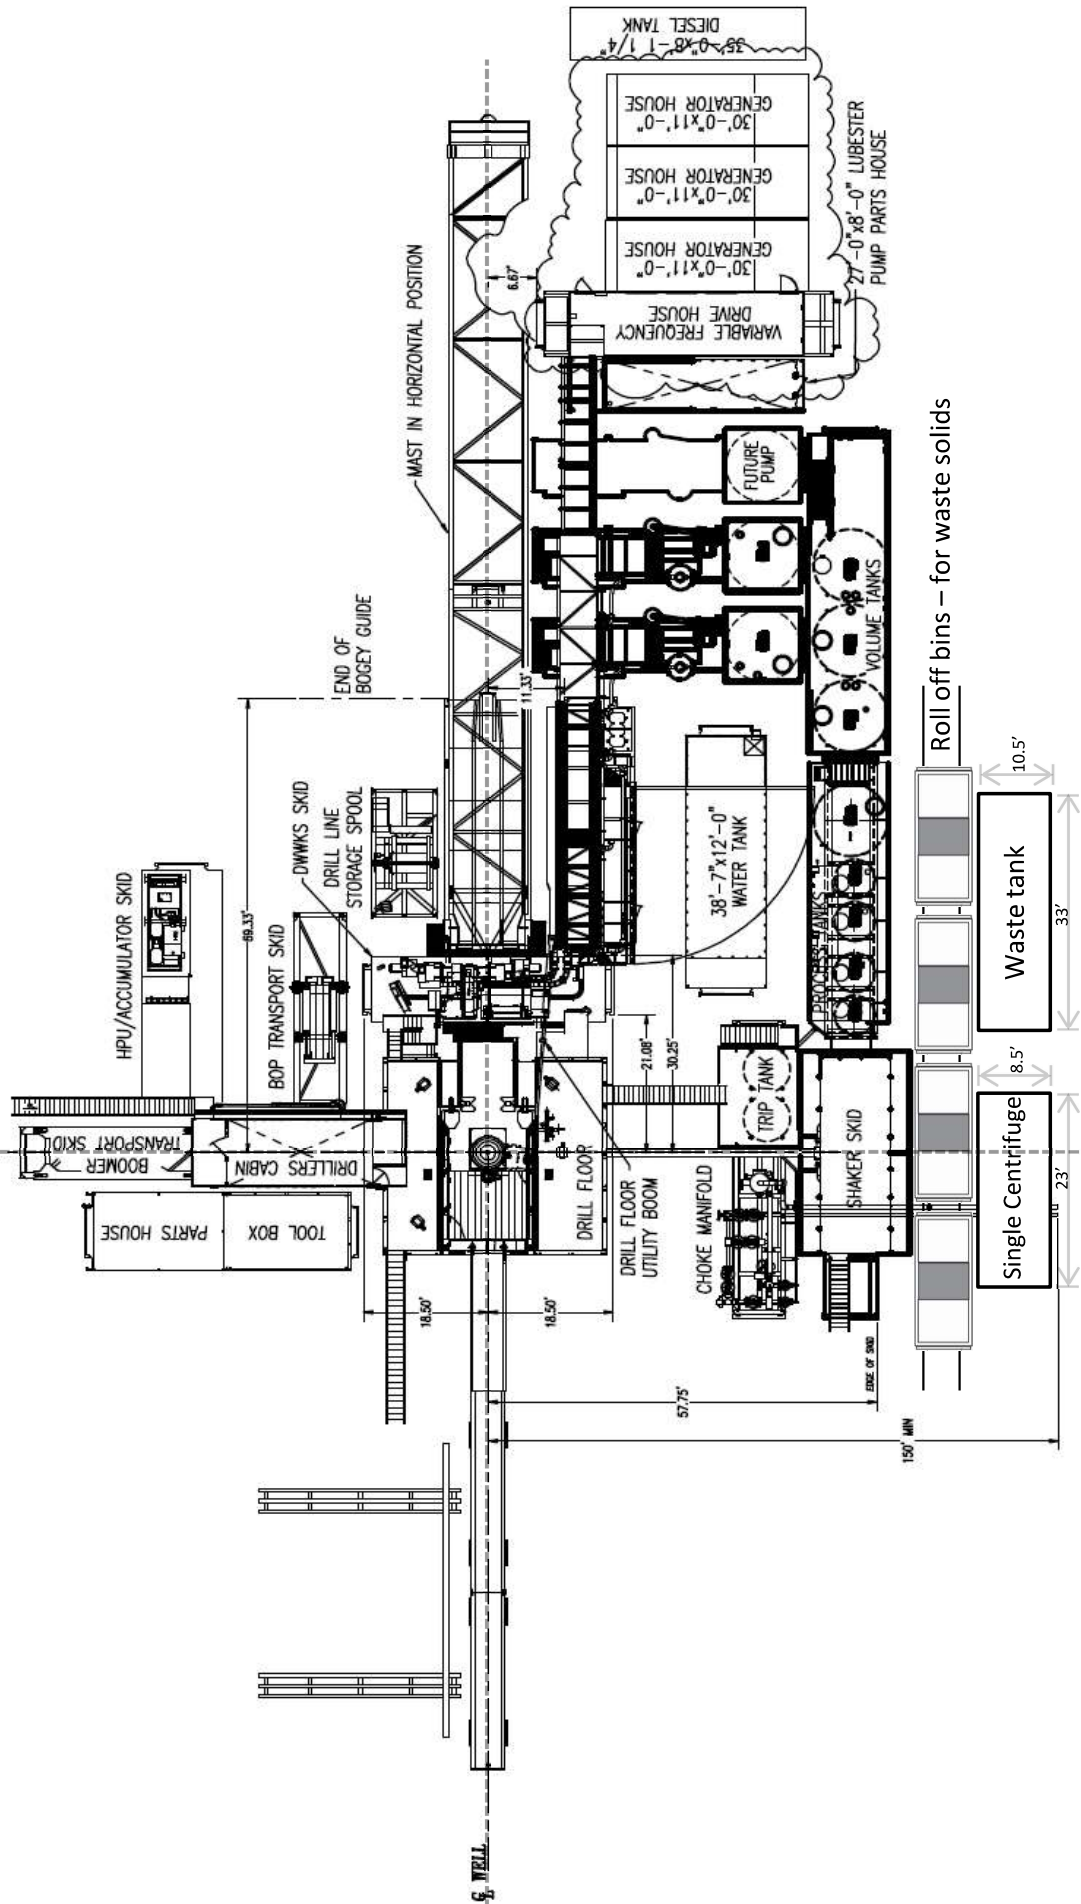 35'-0"x8'-1 1/4"
DIESEL TANK
30'-0"x11'-0"
GENERATOR HOUSE
30'-0"x11'-0"
GENERATOR HOUSE
30'-0"x11'-0"
GENERATOR HOUSE
27'-0"x8'-0" LUBESTER
PUMP PARTS HOUSE
VARIABLE FREQUENCY
DRIVE HOUSE
6.67'
MAST IN HORIZONTAL POSITION
FUTURE
PUMP
VOLUME TANKS
Roll off bins – for waste solids
END OF
BOGEY GUIDE
11.33'
DWWKS SKID
DRILL LINE
STORAGE SPOOL
69.33'
HPU/ACCUMULATOR SKID
BOP TRANSPORT SKID
38'-7"x12'-0"
WATER TANK
PROCESS TANKS
10.5'
Waste tank
33'
BOOMER
TRANSPORT SKID
DRILLERS CABIN
PARTS HOUSE
TOOL BOX
21.08'
30.25'
TRIP TANK
SHAKER SKID
8.5'
Single Centrifuge
23'
DRILL FLOOR
DRILL FLOOR
UTILITY BOOM
CHOKE MANIFOLD
18.50'
18.50'
EDGE OF SKID
57.75'
150' MIN
WELL